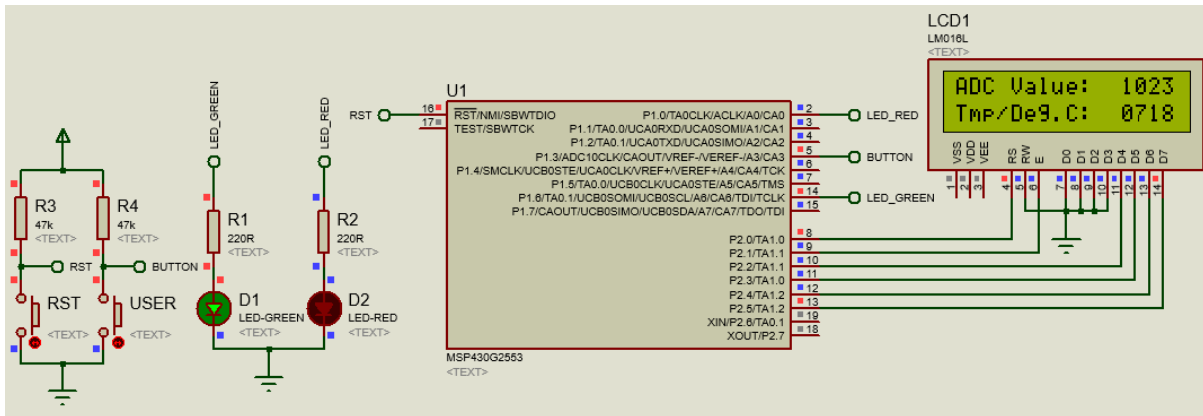 LCD1
LM016L
<TEXT>
ADC Value: 1023
Tmp/Deg.C: 0718
VSS
VDD
VEE
RS
RW
E
D0
D1
D2
D3
D4
D5
D6
D7
1
2
3
4
5
6
7
8
9
10
11
12
13
14
LED_GREEN
LED_RED
R3
47k
<TEXT>
R4
47k
<TEXT>
R1
220R
<TEXT>
R2
220R
<TEXT>
RST
BUTTON
RST
<TEXT>
USER
<TEXT>
D1
LED-GREEN
<TEXT>
D2
LED-RED
<TEXT>
U1
RST
16
RST/NMI/SBWTDIO
17
TEST/SBWTCK
P1.0/TA0CLK/ACLK/A0/CA0
2
LED_RED
P1.1/TA0.0/UCA0RXD/UCA0SOMI/A1/CA1
3
P1.2/TA0.1/UCA0TXD/UCA0SIMO/A2/CA2
4
P1.3/ADC10CLK/CAOUT/VREF-/VEREF-/A3/CA3
5
BUTTON
P1.4/SMCLK/UCB0STE/UCA0CLK/VREF+/VEREF+/A4/CA4/TCK
6
P1.5/TA0.0/UCB0CLK/UCA0STE/A5/CA5/TMS
7
P1.6/TA0.1/UCB0SOMI/UCB0SCL/A6/CA6/TDI/TCLK
14
LED_GREEN
P1.7/CAOUT/UCB0SIMO/UCB0SDA/A7/CA7/TDO/TDI
15
P2.0/TA1.0
8
P2.1/TA1.1
9
P2.2/TA1.1
10
P2.3/TA1.0
11
P2.4/TA1.2
12
P2.5/TA1.2
13
XIN/P2.6/TA0.1
19
XOUT/P2.7
18
MSP430G2553
<TEXT>